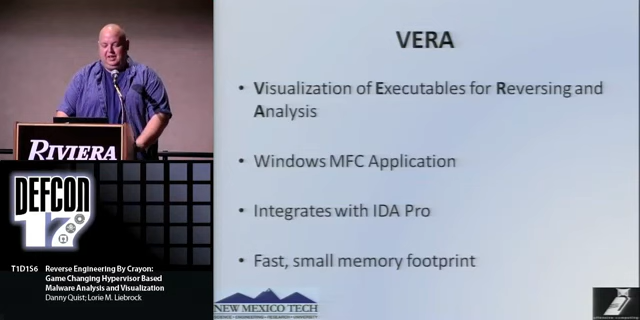 VERA
• Visualization of Executables for Reversing and
Analysis
• Windows MFC Application
• Integrates with IDA Pro
• Fast, small memory footprint
RIVIERA
DEFCON
17
T1D1S6 Reverse Engineering By Crayon:
Game Changing Hypervisor Based
Malware Analysis and Visualization
Danny Quist; Lorie M. Liebrock
NEW MEXICO TECH